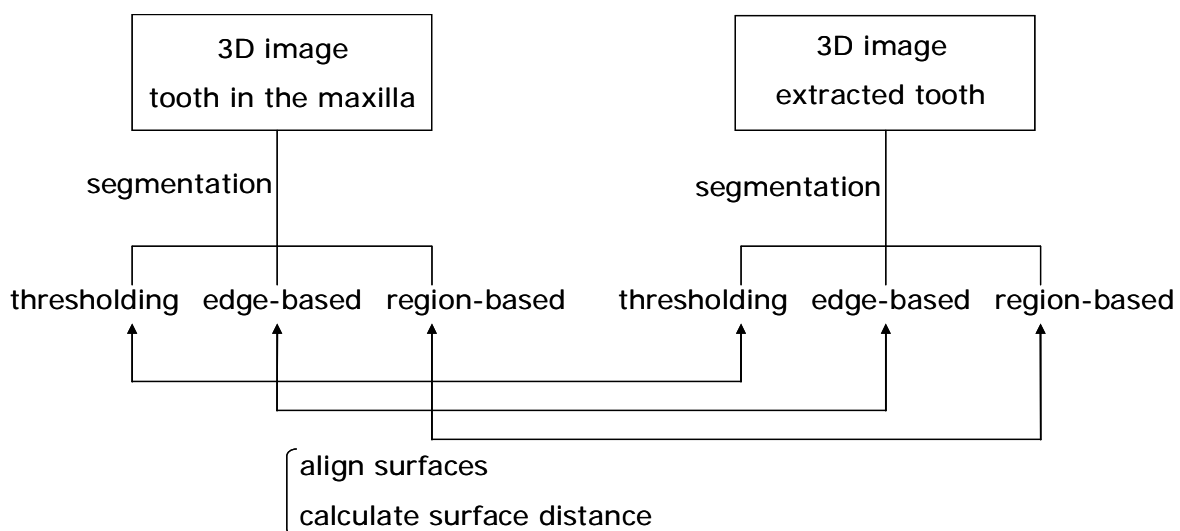 3D image
tooth in the maxilla
3D image
extracted tooth
segmentation
segmentation
thresholding edge-based region-based
thresholding edge-based region-based
align surfaces
calculate surface distance